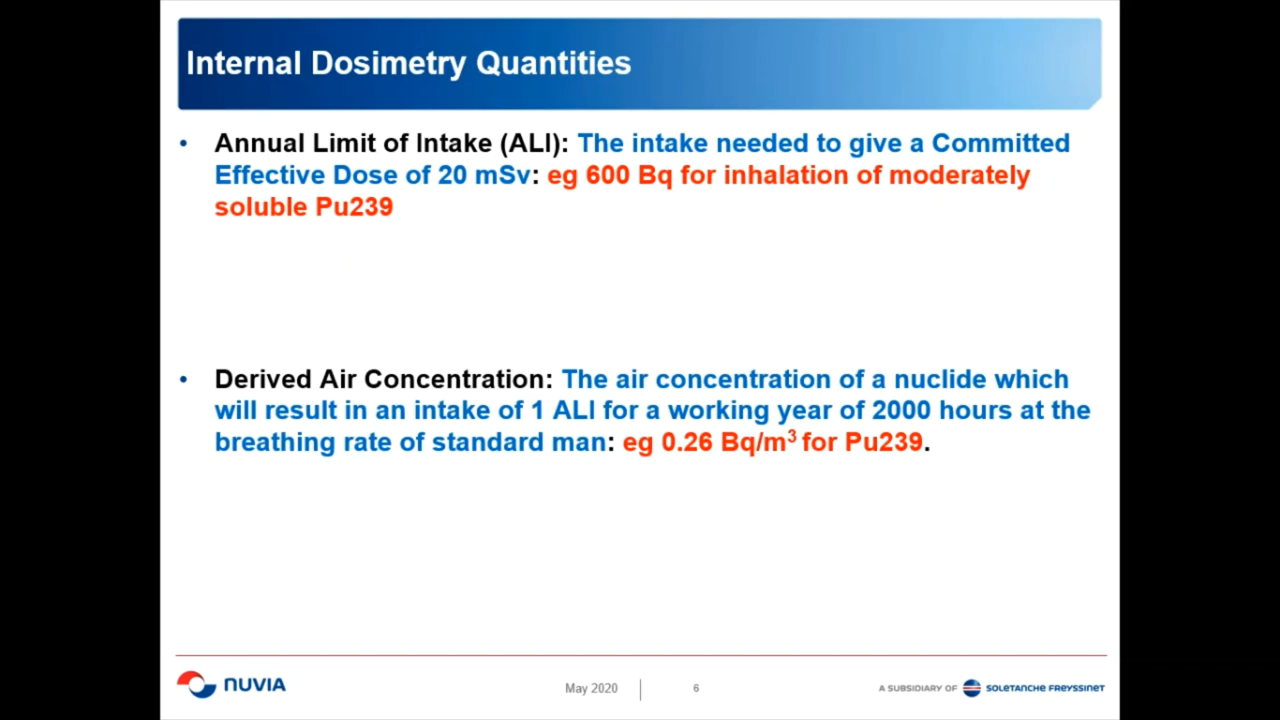 Internal Dosimetry Quantities
• Annual Limit of Intake (ALI): The intake needed to give a Committed
Effective Dose of 20 mSv: eg 600 Bq for inhalation of moderately
soluble Pu239
• Derived Air Concentration: The air concentration of a nuclide which
will result in an intake of 1 ALI for a working year of 2000 hours at the
breathing rate of standard man: eg 0.26 Bq/m³ for Pu239.
NUVIA
May 2020
6
A SUBSIDIARY OF SOLETANCHE FREYSSINET